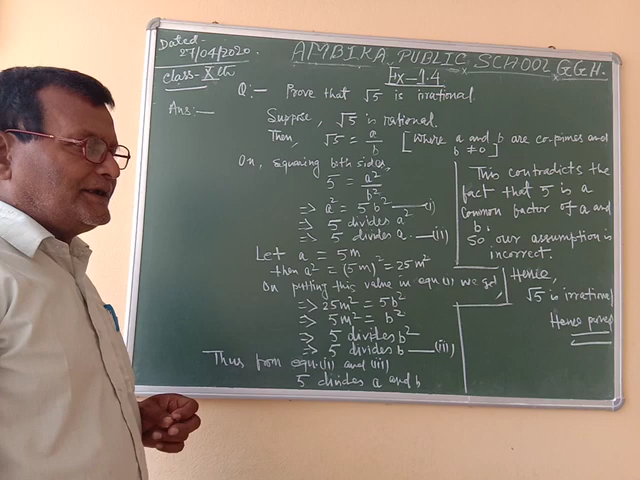 Dated-
27/04/2020.
AMBIKA PUBLIC SCHOOL, G.G.H.
Class-Xth
Ex-1.4
Q:- Prove that √5 is irrational.
Ans:-
Suppose, √5 is rational.
Then, √5 = a/b [where a and b are co-primes and b ≠ 0]
On, squaring both sides,
5 = a²/b²
=> a² = 5b² — (i)
=> 5 divides a²
=> 5 divides a. — (ii)
Let a = 5m
then a² = (5m)² = 25m²
On putting this value in equ(i) we get,
=> 25m² = 5b²
=> 5m² = b²
=> 5 divides b²
=> 5 divides b — (iii)
Thus from equ.(ii) and (iii)
5 divides a and b
This contradicts the
fact that 5 is a
common factor of a and
b.
So our assumption is
incorrect.
Hence,
√5 is irrational
Hence proved